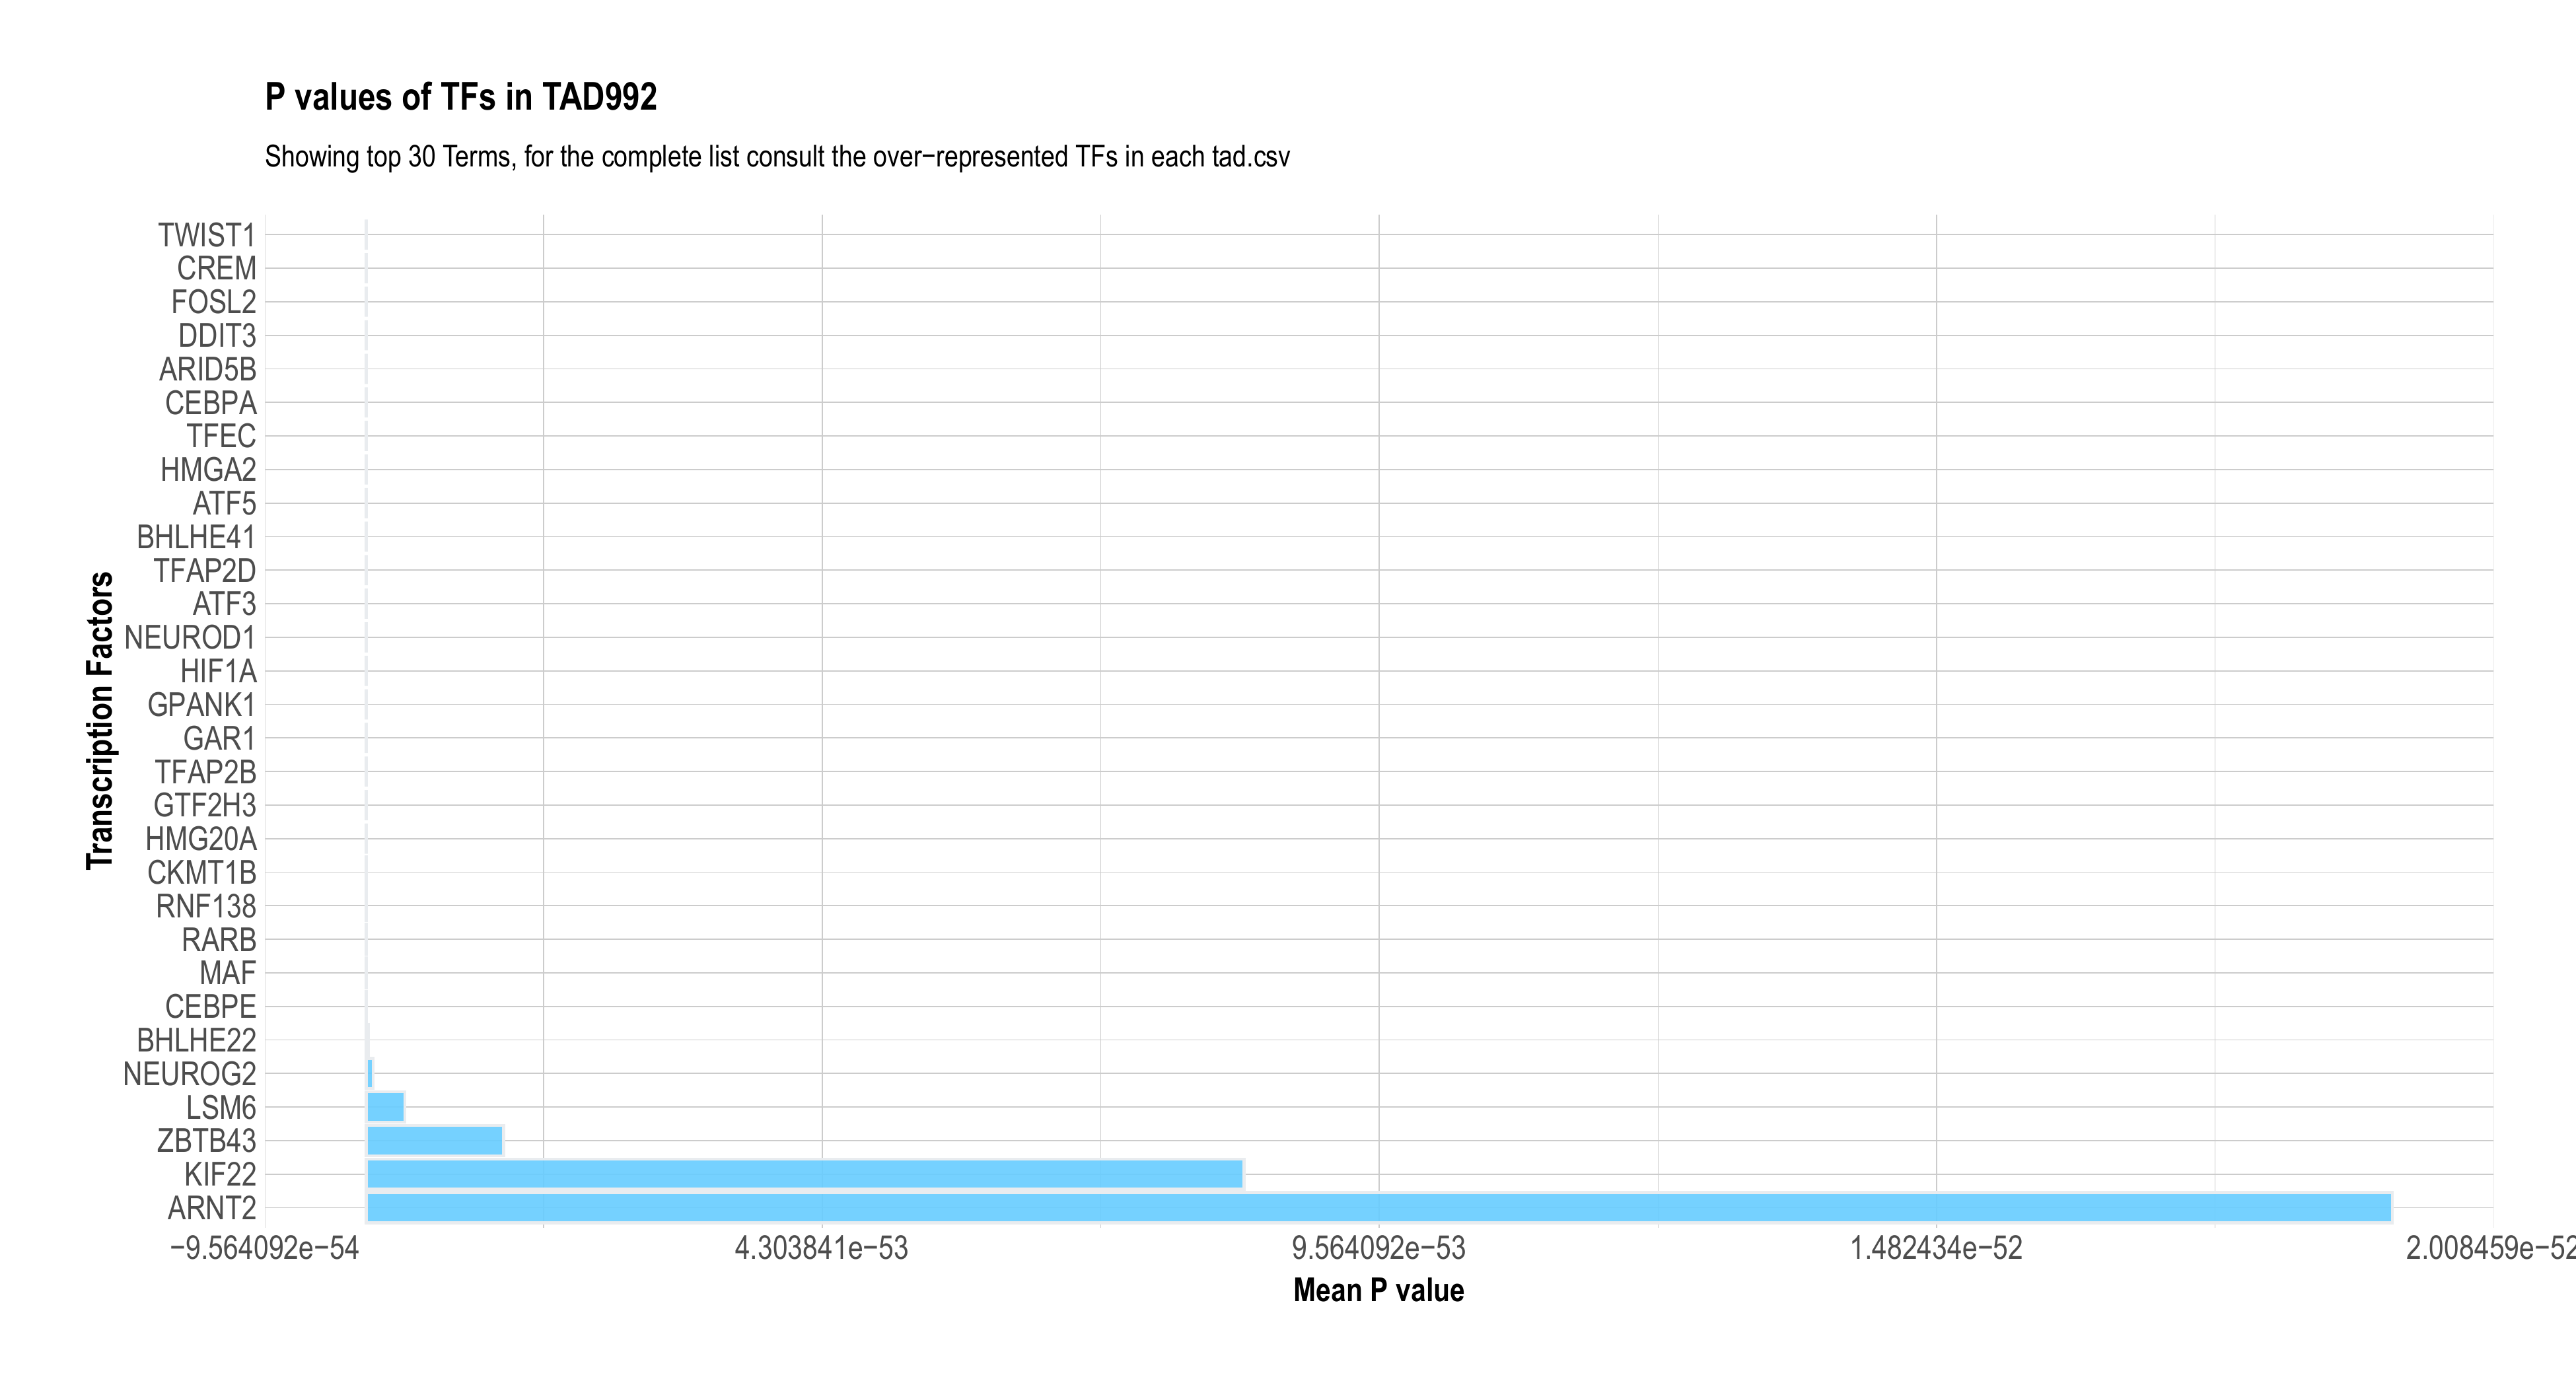 P values of TFs in TAD992
Showing top 30 Terms, for the complete list consult the over−represented TFs in each tad.csv
Transcription Factors
TWIST1
CREM
FOSL2
DDIT3
ARID5B
CEBPA
TFEC
HMGA2
ATF5
BHLHE41
TFAP2D
ATF3
NEUROD1
HIF1A
GPANK1
GAR1
TFAP2B
GTF2H3
HMG20A
CKMT1B
RNF138
RARB
MAF
CEBPE
BHLHE22
NEUROG2
LSM6
ZBTB43
KIF22
ARNT2
−9.564092e−54 4.303841e−53 9.564092e−53 1.482434e−52 2.008459e−52
Mean P value